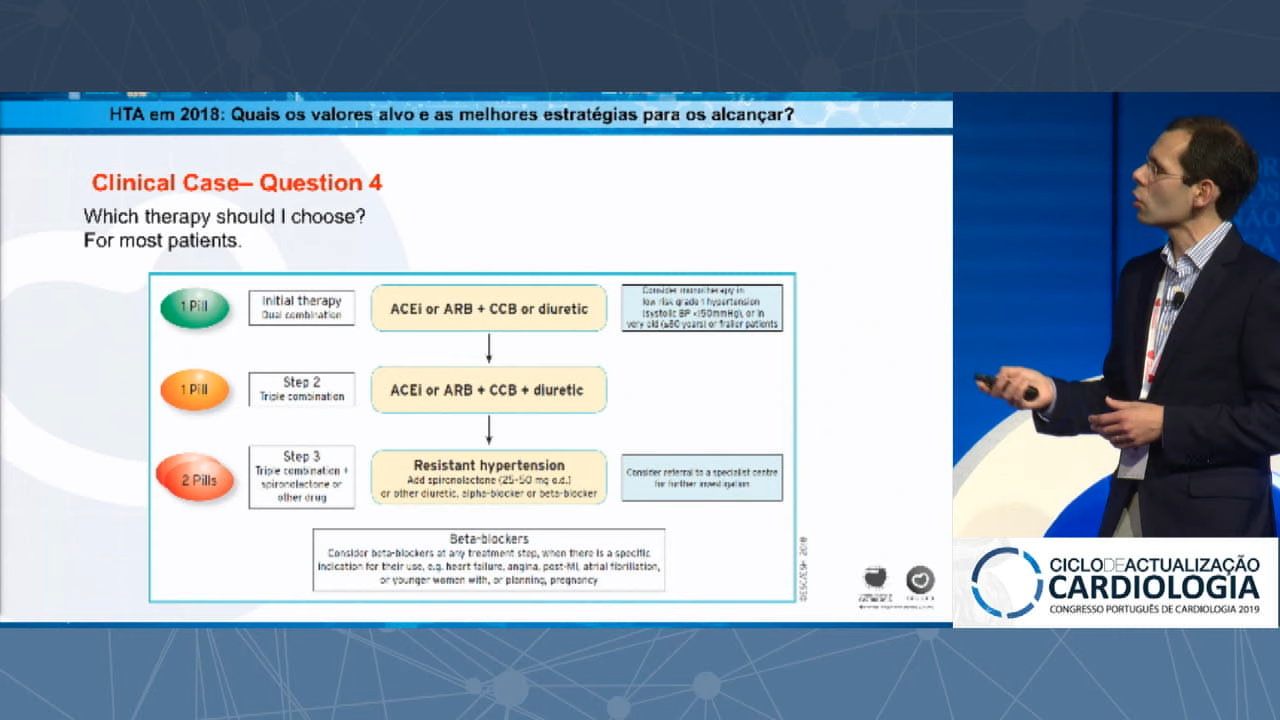 HTA em 2018: Quais os valores alvo e as melhores estratégias para os alcançar?
Clinical Case– Question 4
Which therapy should I choose?
For most patients.
1 Pill
Initial therapy
Dual combination
ACEi or ARB + CCB or diuretic
Consider monotherapy in
low risk grade 1 hypertension
(systolic BP <150mmHg), or in
very old (≥80 years) or frailer patients
1 Pill
Step 2
Triple combination
ACEi or ARB + CCB + diuretic
2 Pills
Step 3
Triple combination +
spironolactone or
other drug
Resistant hypertension
Add spironolactone (25-50 mg o.d.)
or other diuretic, alpha-blocker or beta-blocker
Consider referral to a specialist centre
for further investigation
Beta-blockers
Consider beta-blockers at any treatment step, when there is a specific
indication for their use, e.g. heart failure, angina, post-MI, atrial fibrillation,
or younger women with, or planning, pregnancy
©ESC/ESH 2018
CICLO DE ACTUALIZAÇÃO
CARDIOLOGIA
CONGRESSO PORTUGUÊS DE CARDIOLOGIA 2019